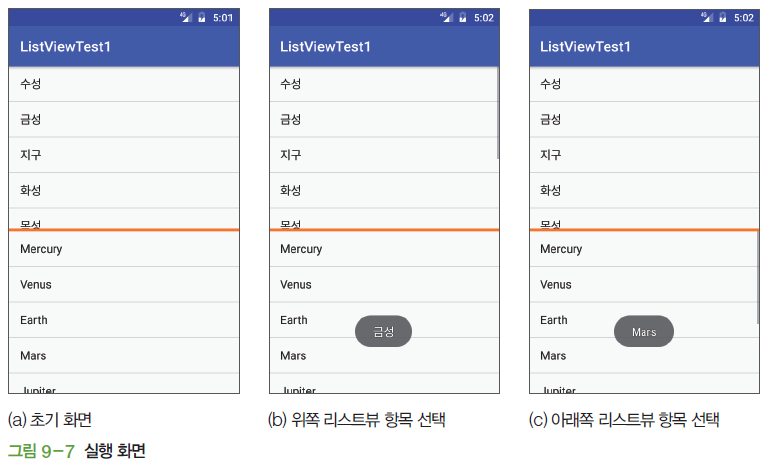 4G 5:01
ListViewTest1
수성
금성
지구
화성
목성
Mercury
Venus
Earth
Mars
Jupiter
(a) 초기 화면
4G 5:02
ListViewTest1
수성
금성
지구
화성
목성
Mercury
Venus
Earth
금성
Mars
Jupiter
(b) 위쪽 리스트뷰 항목 선택
4G 5:02
ListViewTest1
수성
금성
지구
화성
목성
Mercury
Venus
Earth
Mars
Mars
Jupiter
(c) 아래쪽 리스트뷰 항목 선택
그림 9-7 실행 화면